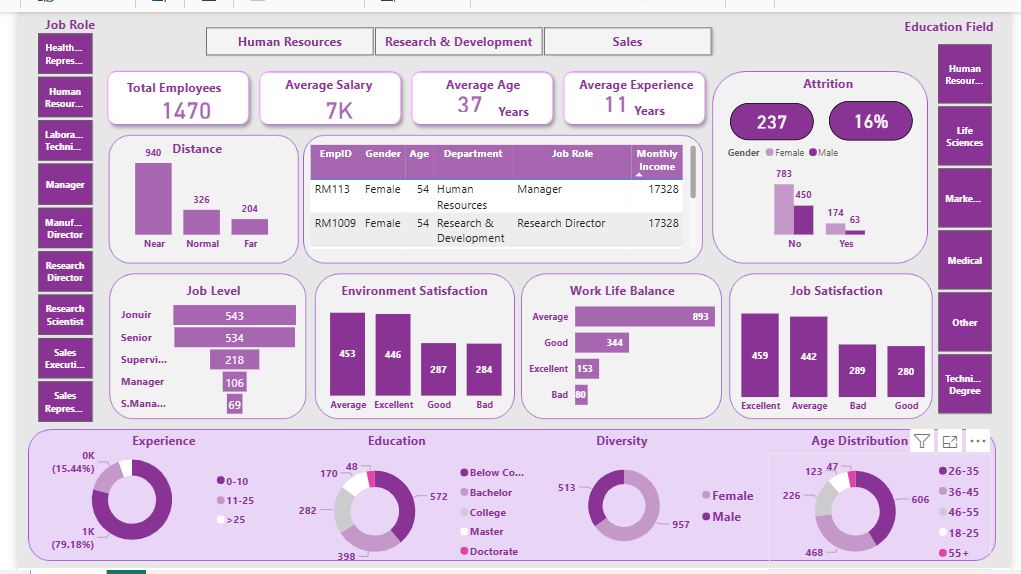 Job Role
Education Field
Human Resources
Research & Development
Sales
Health...
Repres...
Human
Resour...
Labora...
Techni...
Manager
Manuf...
Director
Research
Director
Research
Scientist
Sales
Executi...
Sales
Repres...
Total Employees
1470
Average Salary
7K
Average Age
37 Years
Average Experience
11 Years
Attrition
237
16%
Gender Female Male
783
450
174
63
No
Yes
Human
Resour...
Life
Sciences
Marke...
Medical
Other
Techni...
Degree
Distance
940
326
204
Near
Normal
Far
EmpID Gender Age Department Job Role Monthly
Income
RM113 Female 54 Human Manager 17328
Resources
RM1009 Female 54 Research & Research Director 17328
Development
Job Level
Jonuir 543
Senior 534
Supervi... 218
Manager 106
S.Mana... 69
Environment Satisfaction
453
446
287
284
Average Excellent Good Bad
Work Life Balance
Average 893
Good 344
Excellent 153
Bad 80
Job Satisfaction
459
442
289
280
Excellent Average Bad Good
Experience
0K
(15.44%)
1K
(79.18%)
0-10
11-25
>25
Education
48
170
572
282
398
Below Co...
Bachelor
College
Master
Doctorate
Diversity
513
957
Female
Male
Age Distribution
47
123
226
606
468
26-35
36-45
46-55
18-25
55+